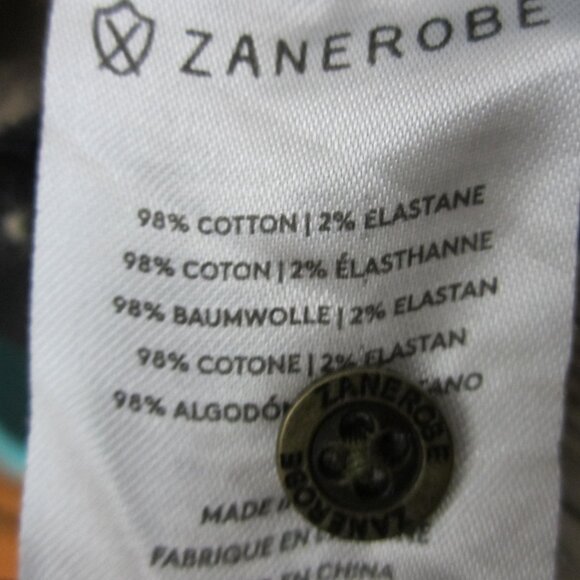 ZANEROBE
98% COTTON | 2% ELASTANE
98% COTON | 2% ÉLASTHANNE
98% BAUMWOLLE | 2% ELASTAN
98% COTONE | 2% ELASTAN
98% ALGODÓN
ZANEROBE
ZANEROBE
MADE
FABRIQUE EN
EN CHINA